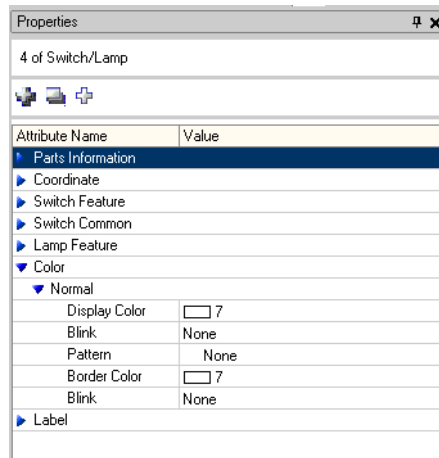 Properties
4 of Switch/Lamp
Attribute Name Value
Parts Information
Coordinate
Switch Feature
Switch Common
Lamp Feature
Color
Normal
Display Color 7
Blink None
Pattern None
Border Color 7
Blink None
Label